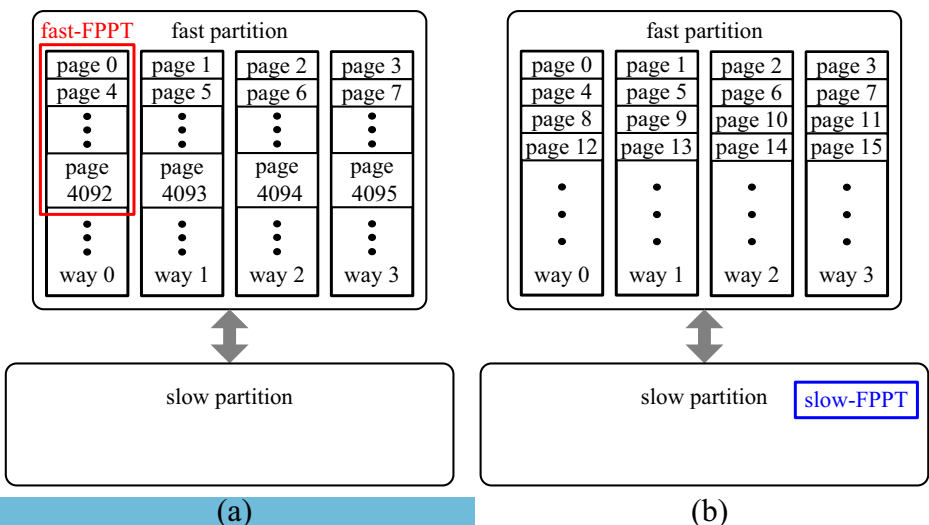 fast-FPPT fast partition
page 0 page 1 page 2 page 3
page 4 page 5 page 6 page 7
page page page page
4092 4093 4094 4095
way 0 way 1 way 2 way 3
slow partition
(a)
fast partition
page 0 page 1 page 2 page 3
page 4 page 5 page 6 page 7
page 8 page 9 page 10 page 11
page 12 page 13 page 14 page 15
way 0 way 1 way 2 way 3
slow partition slow-FPPT
(b)